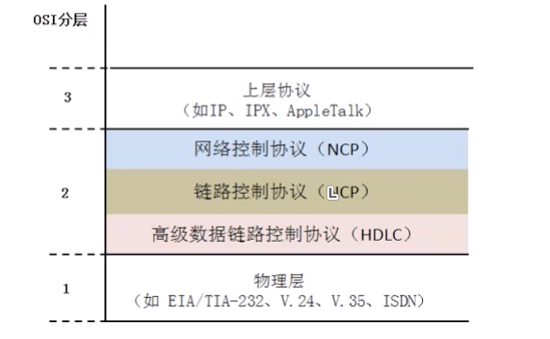 OSI分层
3
上层协议
（如IP、IPX、AppleTalk）
网络控制协议（NCP）
2
链路控制协议（LCP）
高级数据链路控制协议（HDLC）
1
物理层
（如 EIA/TIA-232、V.24、V.35、ISDN）